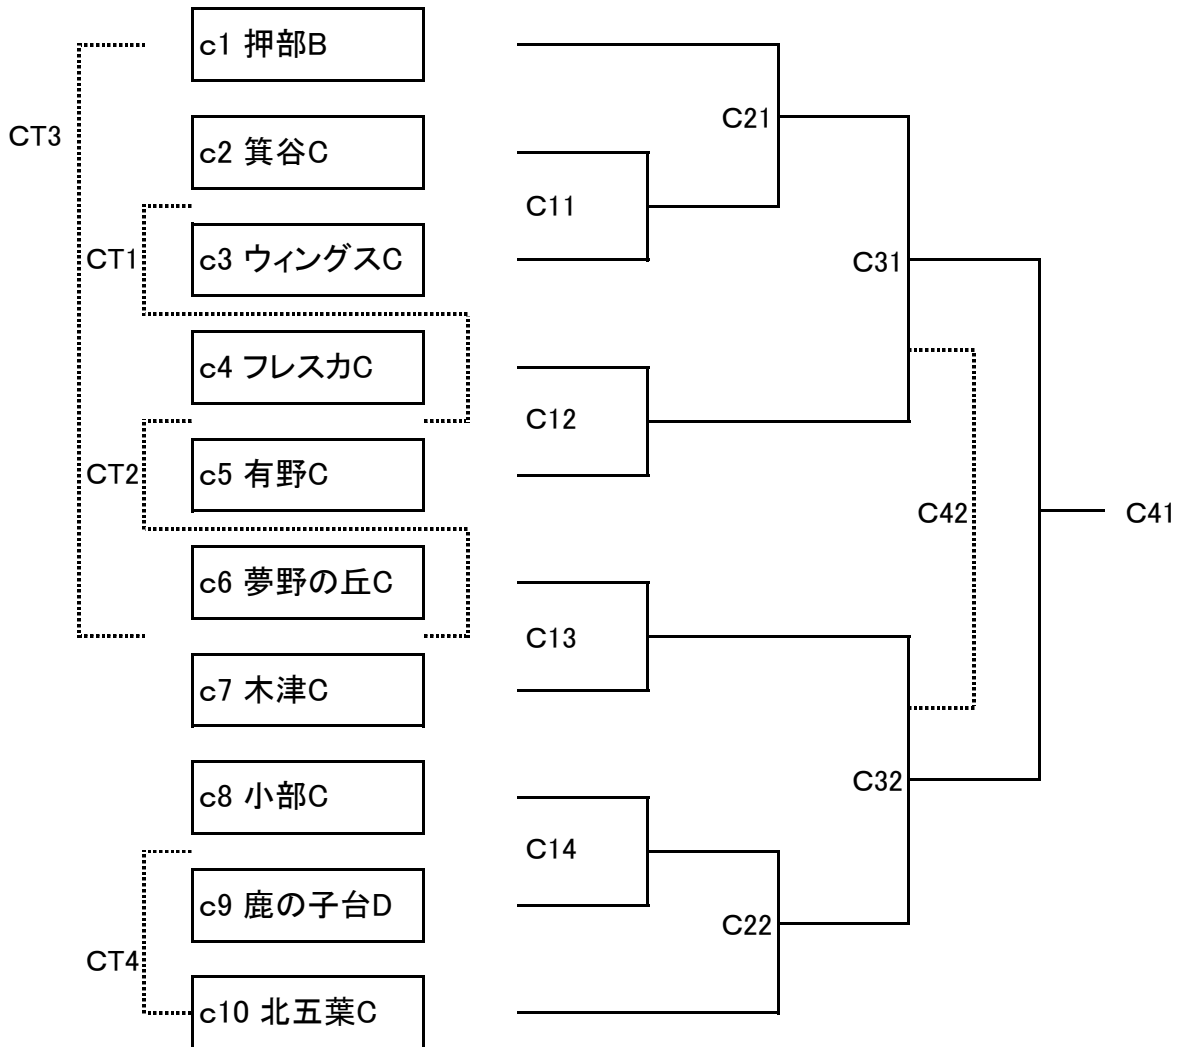 c1 押部B
C21
CT3
c2 箕谷C
C11
CT1
c3 ウィングスC
C31
c4 フレスカC
C12
CT2
c5 有野C
C42
C41
c6 夢野の丘C
C13
c7 木津C
C32
c8 小部C
C14
c9 鹿の子台D
C22
CT4
c10 北五葉C